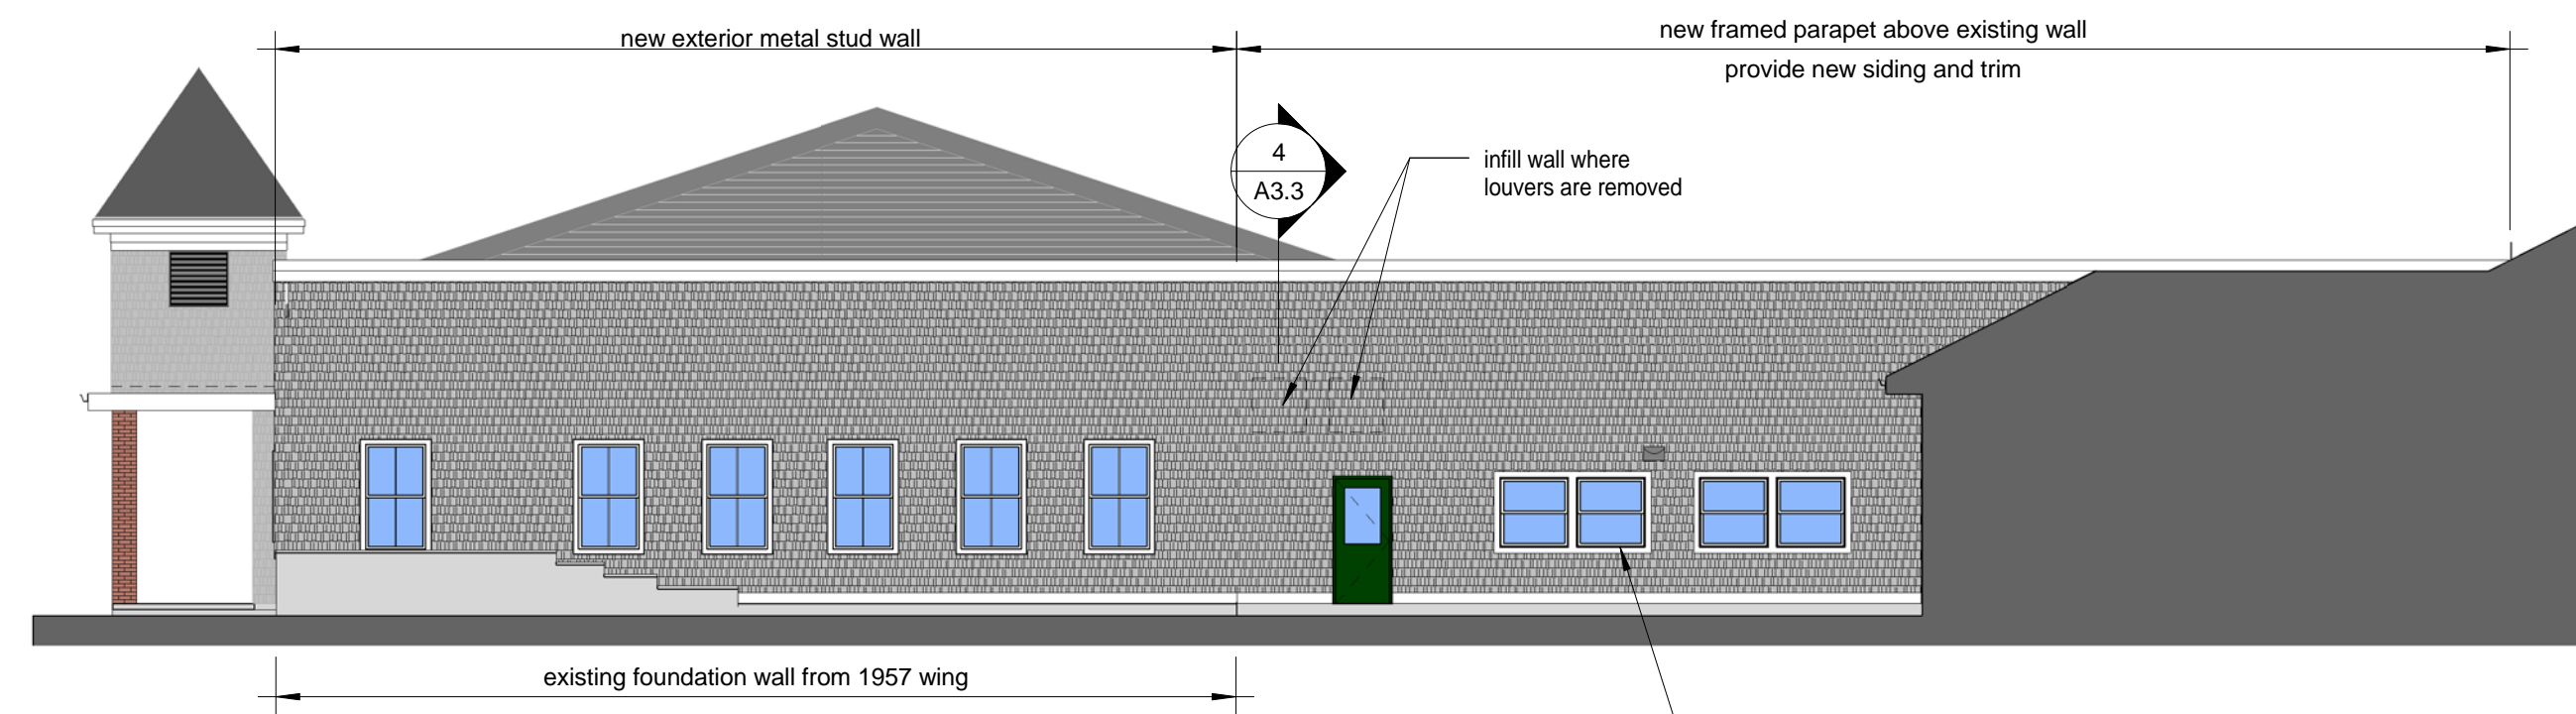 new exterior metal stud wall
new framed parapet above existing wall
provide new siding and trim
4
A3.3
infill wall where
louvers are removed
existing foundation wall from 1957 wing